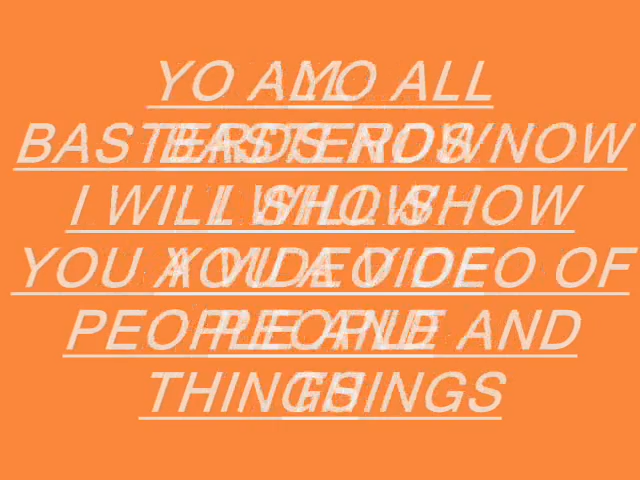 YO ALL
BASTERDS NOW
I WILL SHOW
YOU A VIDEO OF
PEOPLE AND
THINGS